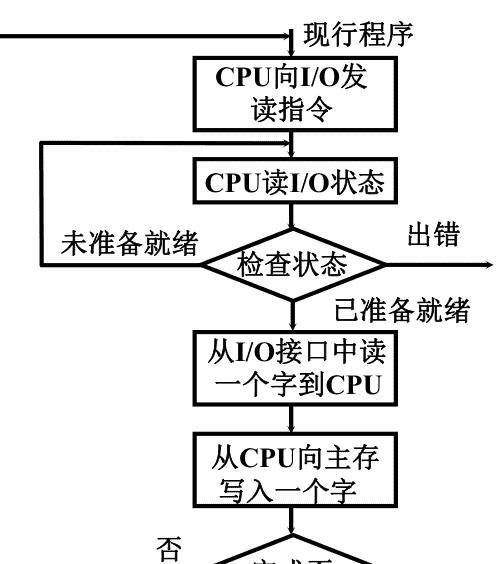 现行程序
CPU向I/O发
读指令
CPU读I/O状态
未准备就绪
检查状态
出错
已准备就绪
从I/O接口中读
一个字到CPU
从CPU向主存
写入一个字
否